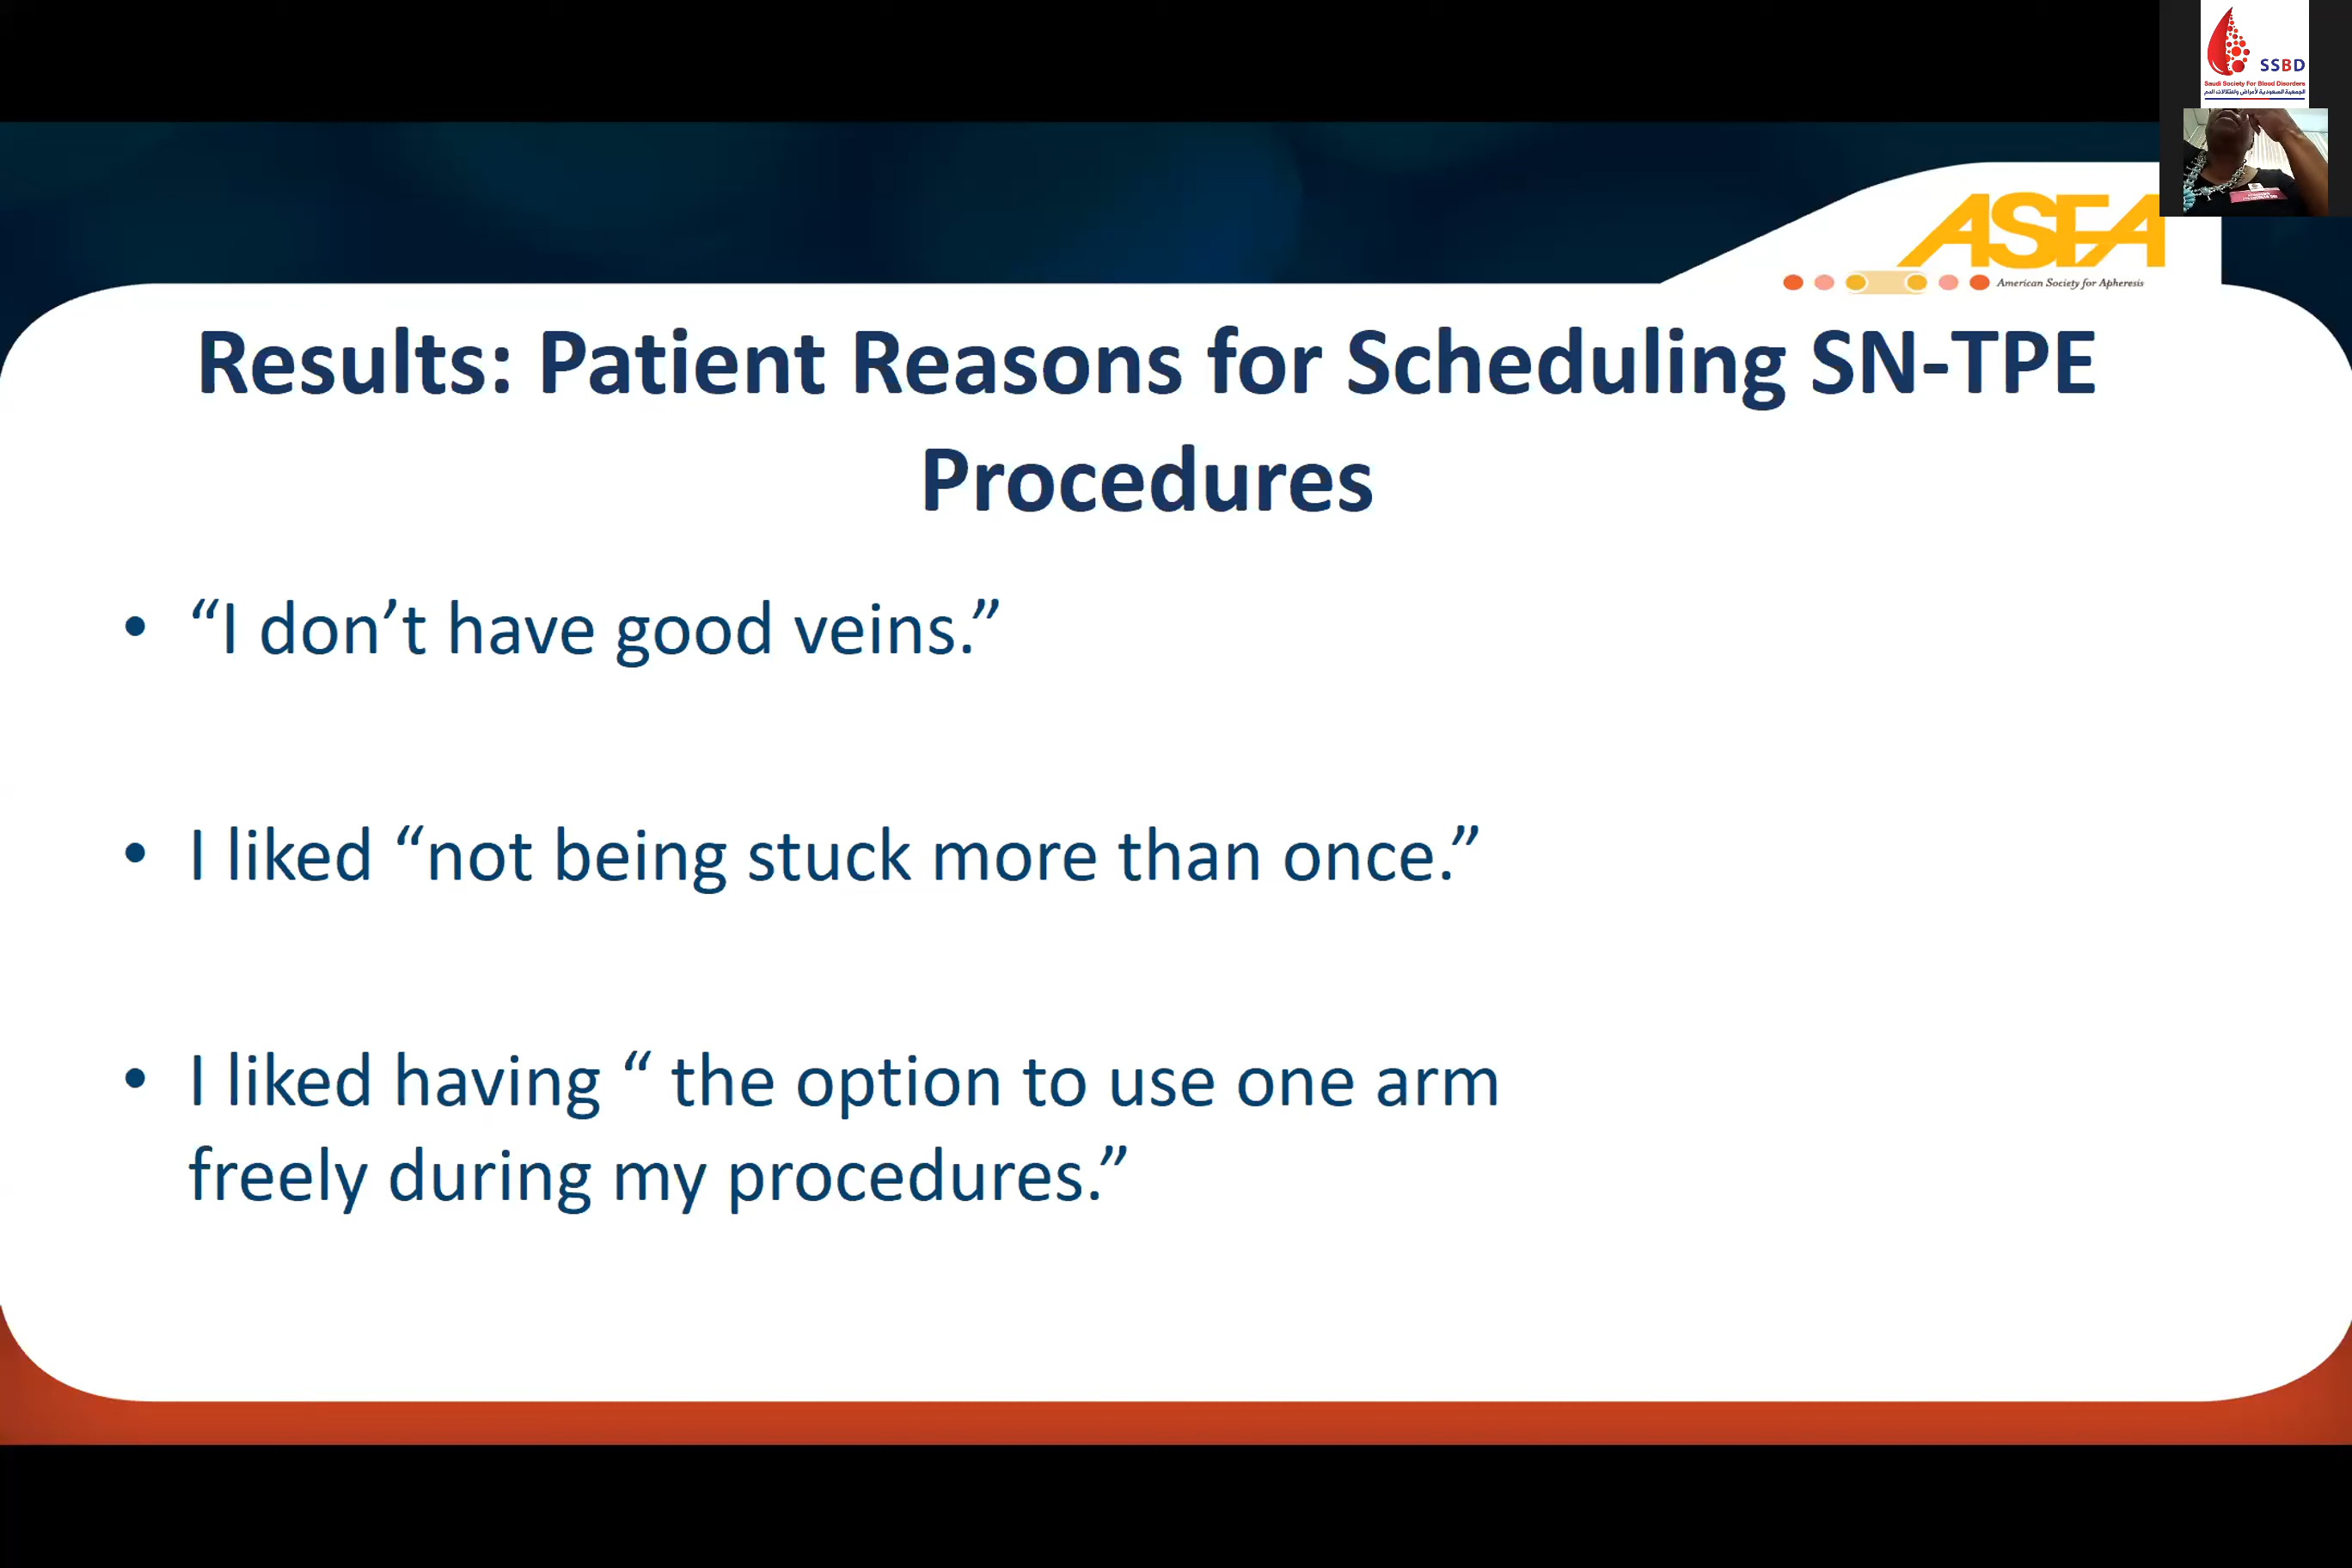 SSBD
Saudi Society For Blood Disorders
الجمعية السعودية لأمراض واعتلالات الدم
ASFA
American Society for Apheresis
Results: Patient Reasons for Scheduling SN-TPE
Procedures
• “I don’t have good veins.”
• I liked “not being stuck more than once.”
• I liked having “ the option to use one arm
freely during my procedures.”